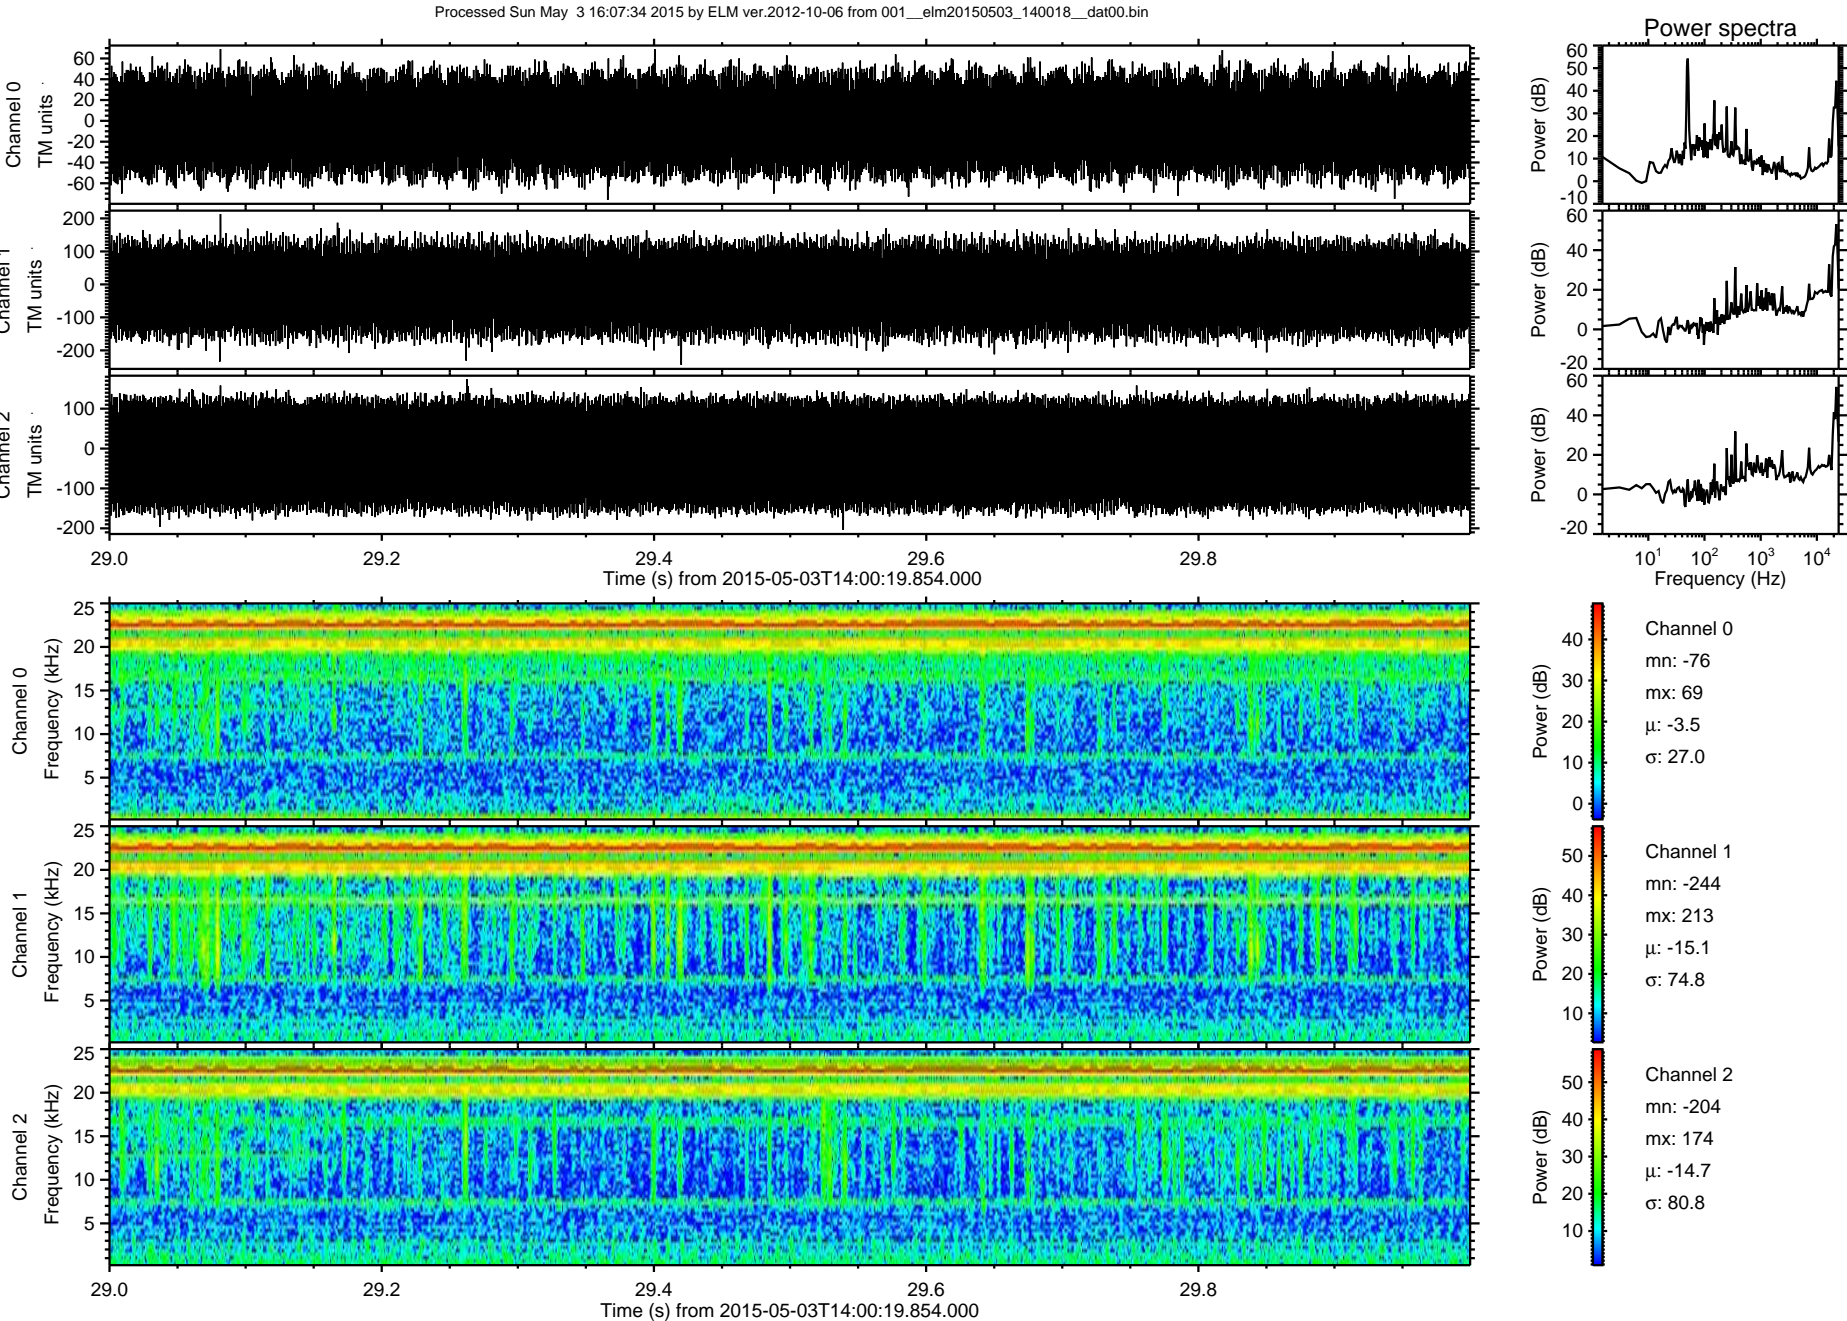 Processed Sun May  3 16:07:34 2015 by ELM ver.2012-10-06 from 001__elm20150503_140018__dat00.bin
Power spectra
Channel 0
TM units
60
40
20
0
-20
-40
-60
Power (dB)
60
50
40
30
20
10
0
-10
Channel 1
TM units
200
100
0
-100
-200
Power (dB)
60
40
20
0
-20
Channel 2
TM units
100
0
-100
-200
Power (dB)
60
40
20
0
-20
29.0 29.2 29.4 29.6 29.8
Time (s) from 2015-05-03T14:00:19.854.000
10¹ 10² 10³ 10⁴
Frequency (Hz)
Channel 0
Frequency (kHz)
25
20
15
10
5
Power (dB)
40
30
20
10
0
Channel 0
mn: -76
mx: 69
µ: -3.5
σ: 27.0
Channel 1
Frequency (kHz)
25
20
15
10
5
Power (dB)
50
40
30
20
10
Channel 1
mn: -244
mx: 213
µ: -15.1
σ: 74.8
Channel 2
Frequency (kHz)
25
20
15
10
5
Power (dB)
50
40
30
20
10
Channel 2
mn: -204
mx: 174
µ: -14.7
σ: 80.8
29.0 29.2 29.4 29.6 29.8
Time (s) from 2015-05-03T14:00:19.854.000